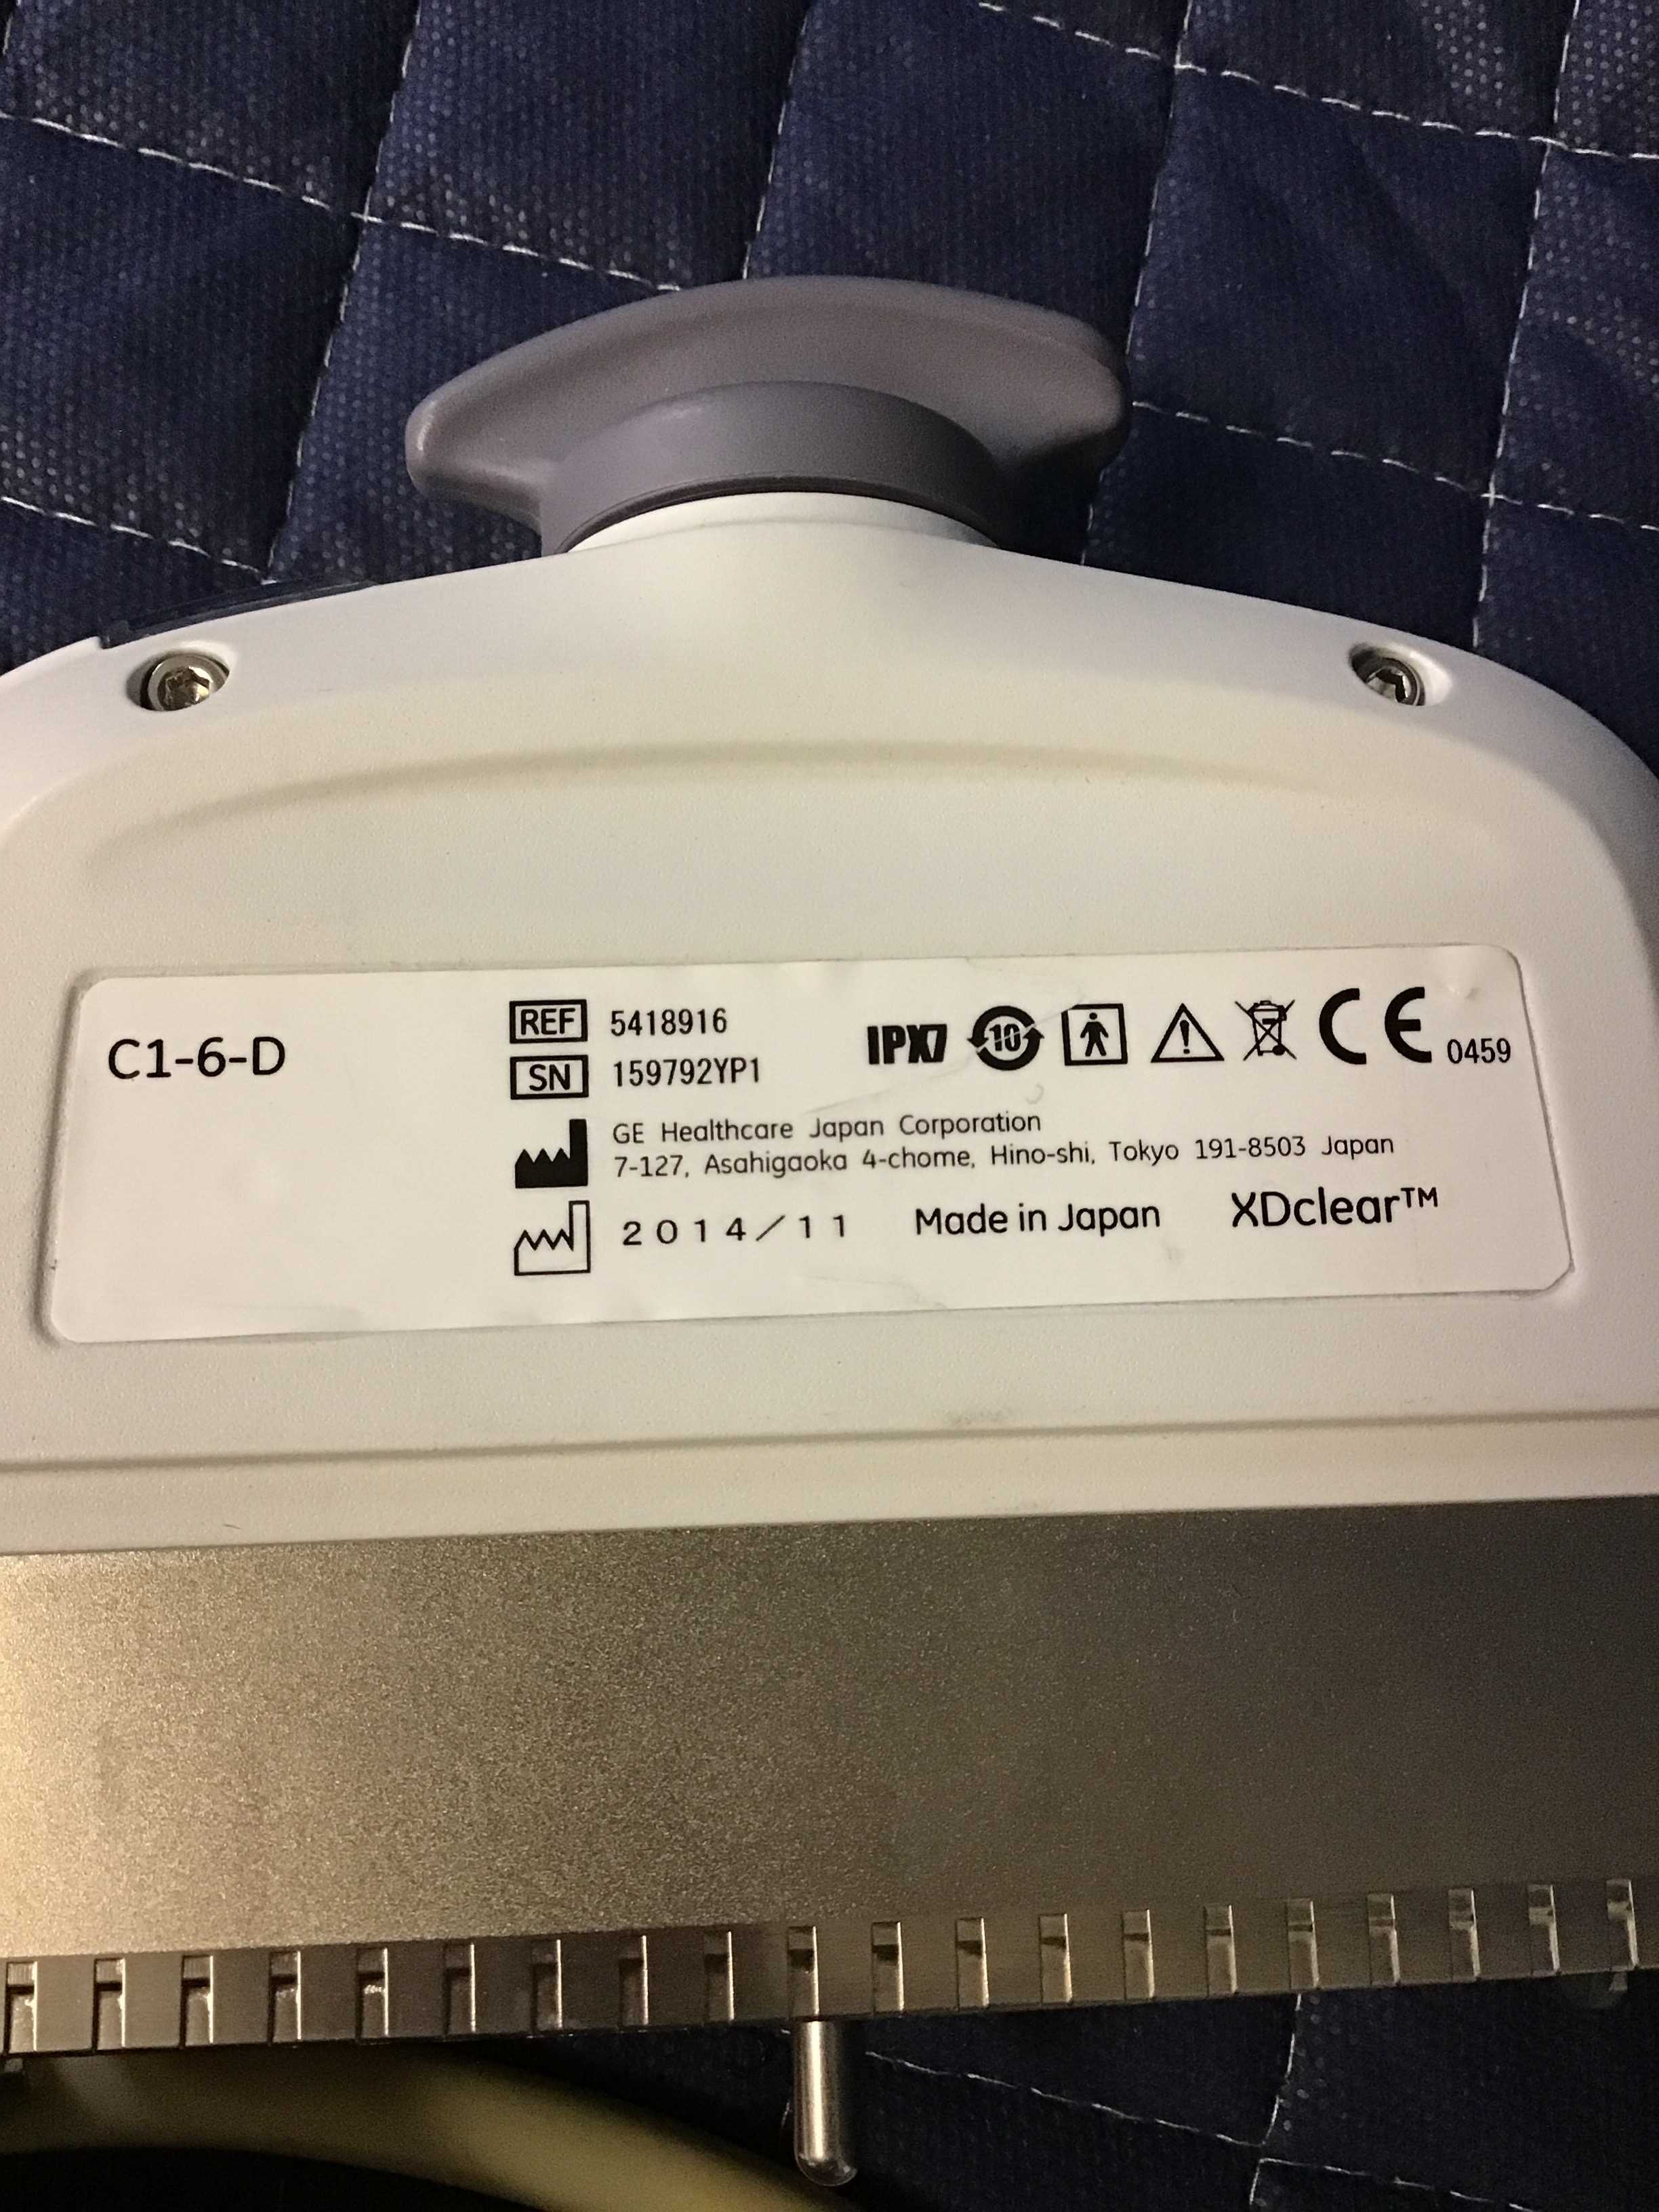 C1-6-D
REF 5418916
SN 159792YP1
IPX7 10 CE 0459
GE Healthcare Japan Corporation
7-127, Asahigaoka 4-chome, Hino-shi, Tokyo 191-8503 Japan
2014/11 Made in Japan XDclear™